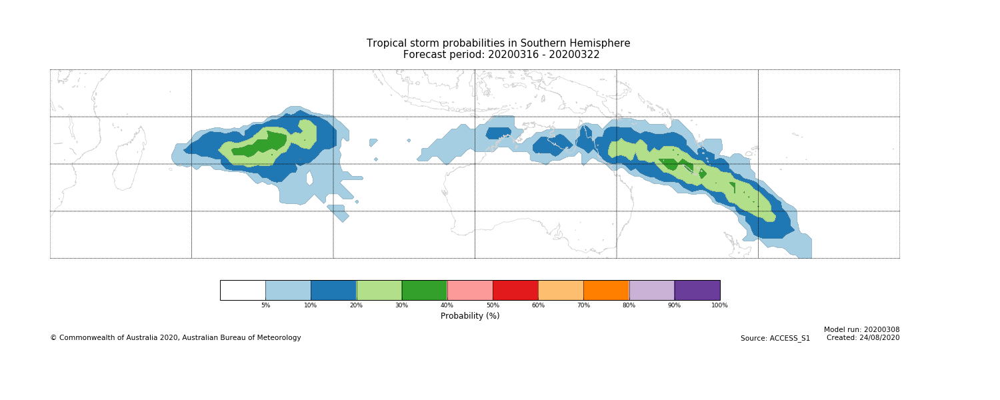 Tropical storm probabilities in Southern Hemisphere
Forecast period: 20200316 - 20200322
5% 10% 20% 30% 40% 50% 60% 70% 80% 90% 100%
Probability (%)
Model run: 20200308
© Commonwealth of Australia 2020, Australian Bureau of Meteorology
Source: ACCESS_S1 Created: 24/08/2020